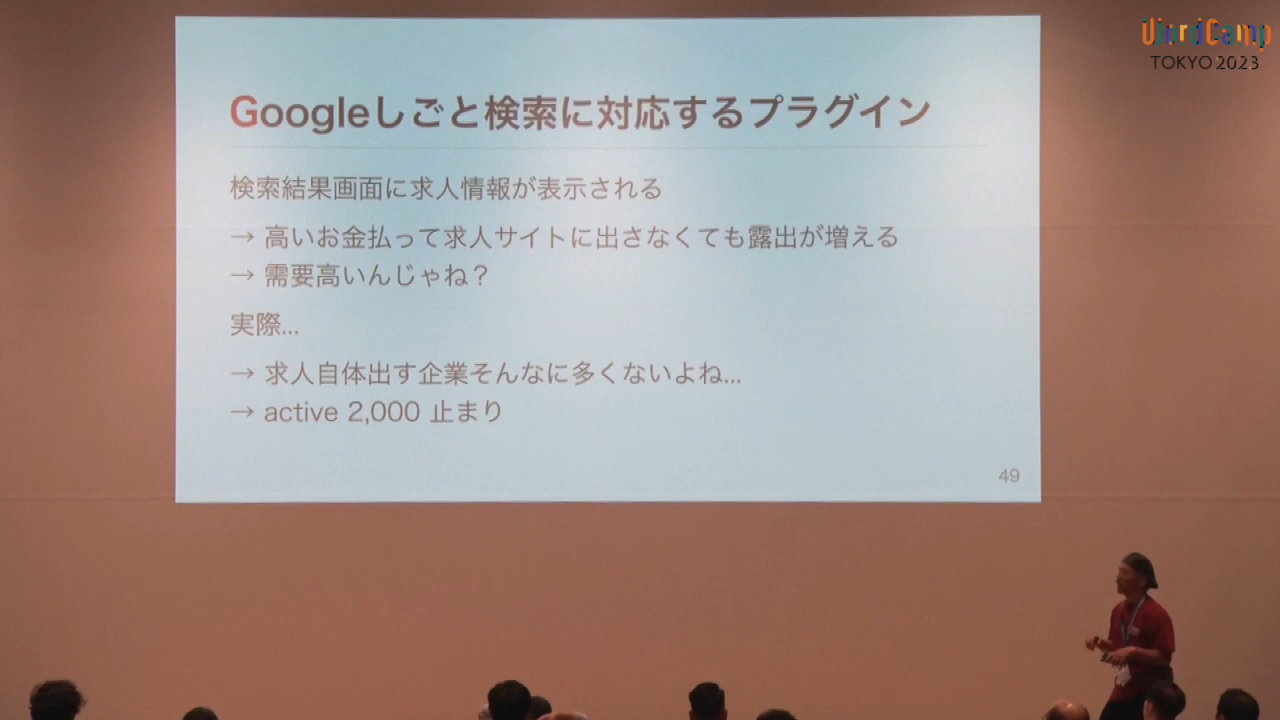 WordCamp
TOKYO 2023
Googleしごと検索に対応するプラグイン
検索結果画面に求人情報が表示される
→ 高いお金払って求人サイトに出さなくても露出が増える
→ 需要高いんじゃね？
実際...
→ 求人自体出す企業そんなに多くないよね...
→ active 2,000 止まり
49